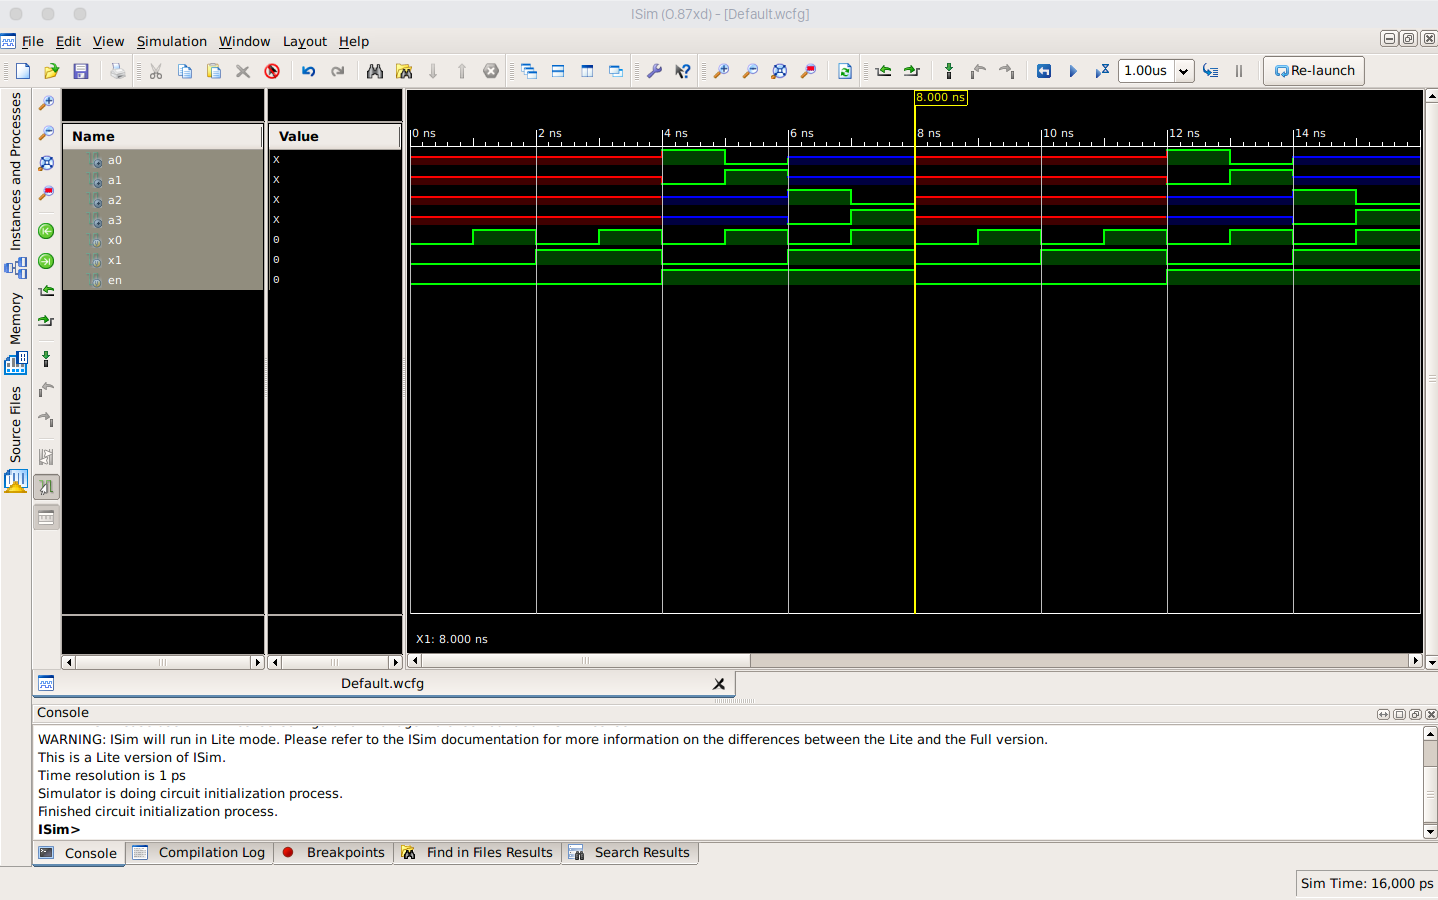 ISim (0.87xd) - [Default.wcfg]
File Edit View Simulation Window Layout Help
1.00us Re-launch
Instances and Processes
Memory
Source Files
8.000 ns
Name Value
0 ns 2 ns 4 ns 6 ns 8 ns 10 ns 12 ns 14 ns
a0 X
a1 X
a2 X
a3 X
x0 0
x1 0
en 0
X1: 8.000 ns
Default.wcfg
Console
WARNING: ISim will run in Lite mode. Please refer to the ISim documentation for more information on the differences between the Lite and the Full version.
This is a Lite version of ISim.
Time resolution is 1 ps
Simulator is doing circuit initialization process.
Finished circuit initialization process.
ISim>
Console Compilation Log Breakpoints Find in Files Results Search Results
Sim Time: 16,000 ps